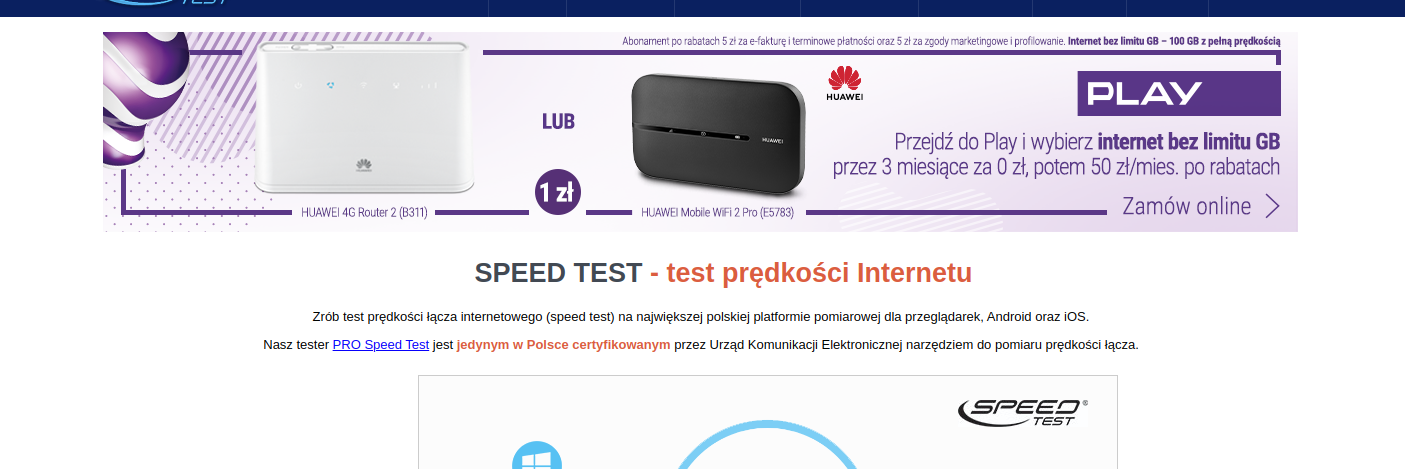 TEST
Abonament po rabatach 5 zł za e-fakturę i terminowe płatności oraz 5 zł za zgody marketingowe i profilowanie. Internet bez limitu GB – 100 GB z pełną prędkością
HUAWEI
PLAY
LUB
HUAWEI
Przejdź do Play i wybierz internet bez limitu GB
przez 3 miesiące za 0 zł, potem 50 zł/mies. po rabatach
HUAWEI
1 zł
Zamów online
HUAWEI 4G Router 2 (B311)
HUAWEI Mobile WiFi 2 Pro (E5783)
SPEED TEST - test prędkości Internetu
Zrób test prędkości łącza internetowego (speed test) na największej polskiej platformie pomiarowej dla przeglądarek, Android oraz iOS.
Nasz tester PRO Speed Test jest jedynym w Polsce certyfikowanym przez Urząd Komunikacji Elektronicznej narzędziem do pomiaru prędkości łącza.
SPEED ®
TEST